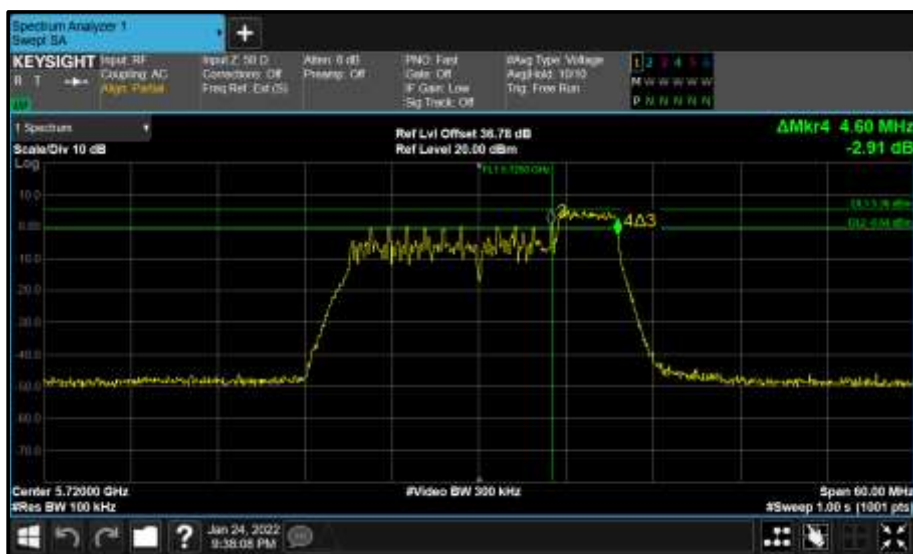 Spectrum Analyzer 1
Swept SA
KEYSIGHT Input: RF
R T
Coupling: AC
Align: Partial
Input Z: 50 Ω
Corrections: Off
Freq Ref: Ext (S)
Atten: 6 dB
Preamp: Off
PNO: Fast
Gate: Off
IF Gain: Low
Sig Track: Off
#Avg Type: Voltage
Avg|Hold: 10/10
Trig: Free Run
1 2 3 4 5 6
M W W W W W
P N N N N N
1 Spectrum
Scale/Div 10 dB
Log
Ref Lvl Offset 36.78 dB
Ref Level 20.00 dBm
ΔMkr4 4.60 MHz
-2.91 dB
10.0
0.00
-10.0
-20.0
-30.0
-40.0
-50.0
-60.0
-70.0
4Δ3
Center 5.72000 GHz
#Res BW 100 kHz
#Video BW 300 kHz
Span 60.00 MHz
#Sweep 1.00 s (1001 pts)
Jan 24, 2022
9:38:08 PM